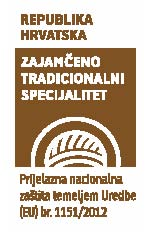 REPUBLIKA
HRVATSKA
ZAJAMČENO
TRADICIONALNI
SPECIJALITET
Prijelazna nacionalna
zaštita temeljem Uredbe
(EU) br. 1151/2012